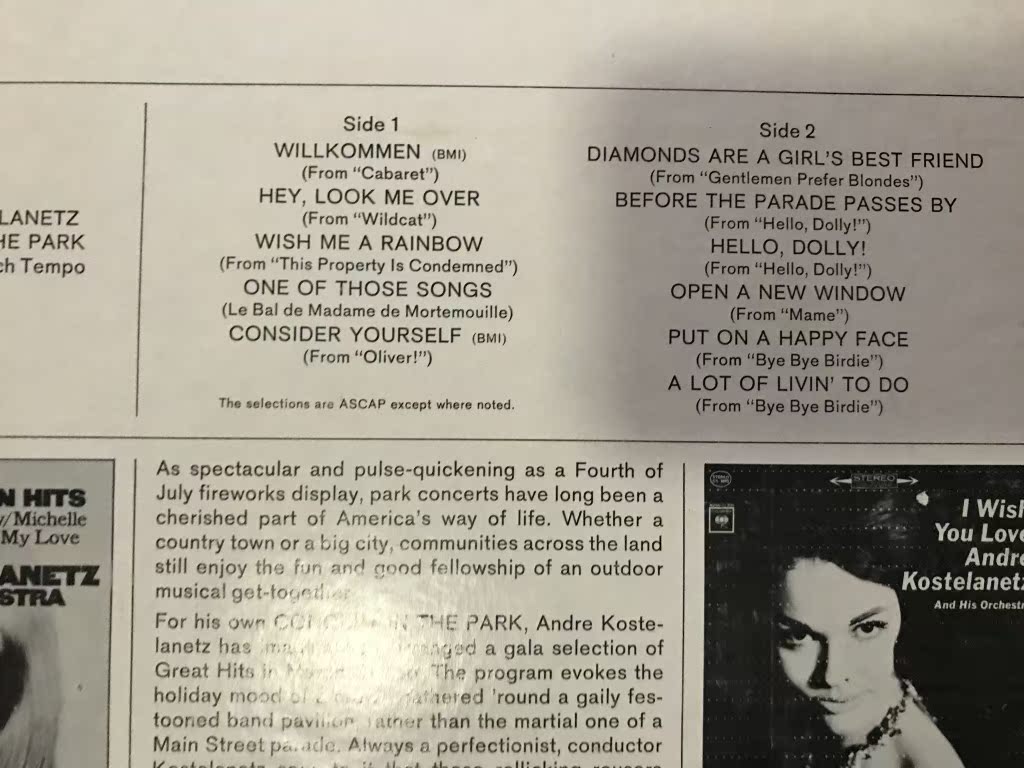 LANETZ
HE PARK
ch Tempo
Side 1
WILLKOMMEN (BMI)
(From "Cabaret")
HEY, LOOK ME OVER
(From "Wildcat")
WISH ME A RAINBOW
(From "This Property Is Condemned")
ONE OF THOSE SONGS
(Le Bal de Madame de Mortemouille)
CONSIDER YOURSELF (BMI)
(From "Oliver!")
The selections are ASCAP except where noted.
Side 2
DIAMONDS ARE A GIRL'S BEST FRIEND
(From "Gentlemen Prefer Blondes")
BEFORE THE PARADE PASSES BY
(From "Hello, Dolly!")
HELLO, DOLLY!
(From "Hello, Dolly!")
OPEN A NEW WINDOW
(From "Mame")
PUT ON A HAPPY FACE
(From "Bye Bye Birdie")
A LOT OF LIVIN' TO DO
(From "Bye Bye Birdie")
N HITS
y/Michelle
My Love
ANETZ
STRA
As spectacular and pulse-quickening as a Fourth of
July fireworks display, park concerts have long been a
cherished part of America's way of life. Whether a
country town or a big city, communities across the land
still enjoy the fun and good fellowship of an outdoor
musical get-together.
For his own CONCERT IN THE PARK, Andre Koste-
lanetz has arranged a gala selection of
Great Hits in The program evokes the
holiday mood of a gathered 'round a gaily fes-
tooned band pavilion rather than the martial one of a
Main Street parade. Always a perfectionist, conductor
STEREO
I Wish
You Love
Andre
Kostelanetz
And His Orchestra